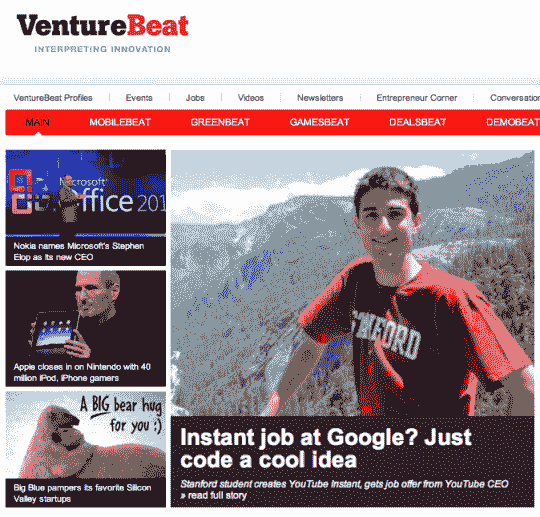 VentureBeat
INTERPRETING INNOVATION
VentureBeat Profiles
Events
Jobs
Videos
Newsletters
Entrepreneur Corner
Conversation
MAIN
MOBILEBEAT
GREENBEAT
GAMESBEAT
DEALSBEAT
DEMOBEAT
Microsoft
Office 201
Nokia names Microsoft's Stephen
Elop as its new CEO
Apple closes in on Nintendo with 40
million iPod, iPhone gamers
A BIG bear hug
for you :)
Big Blue pampers its favorite Silicon
Valley startups
STANFORD
Instant job at Google? Just
code a cool idea
Stanford student creates YouTube Instant, gets job offer from YouTube CEO
» read full story